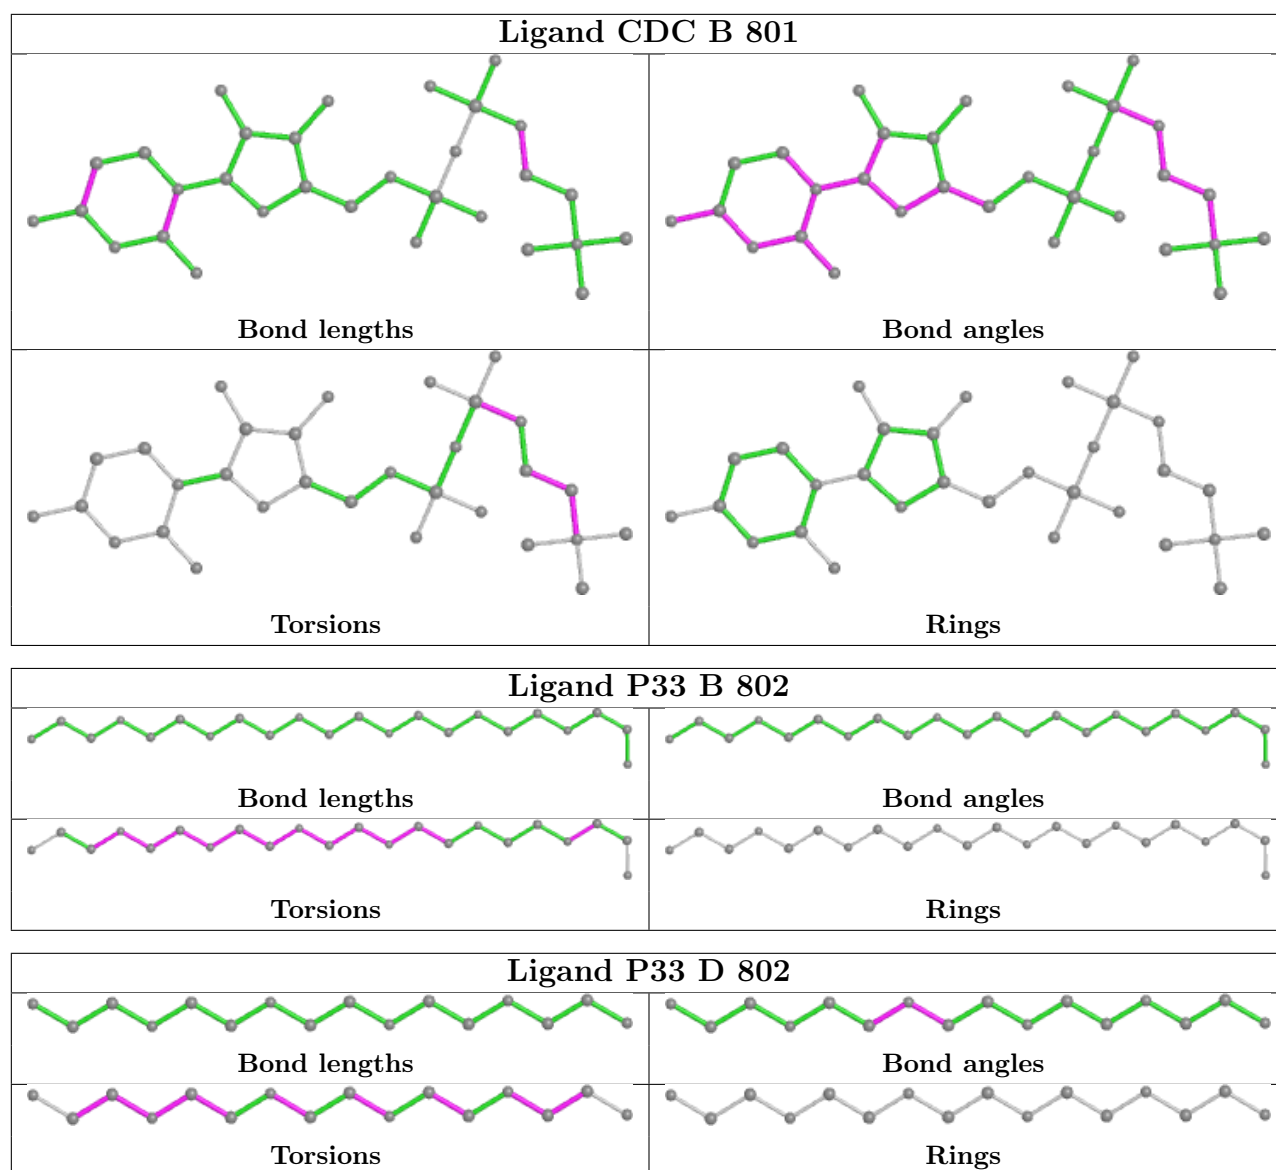 Ligand CDC B 801
Bond lengths
Bond angles
Torsions
Rings
Ligand P33 B 802
Bond lengths
Bond angles
Torsions
Rings
Ligand P33 D 802
Bond lengths
Bond angles
Torsions
Rings